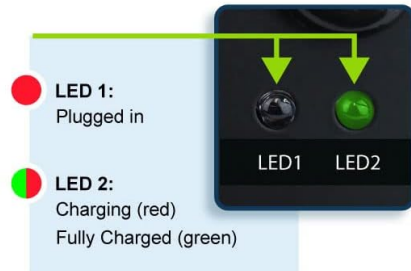 LED 1:
Plugged in
LED 2:
Charging (red)
Fully Charged (green)
LED1 LED2